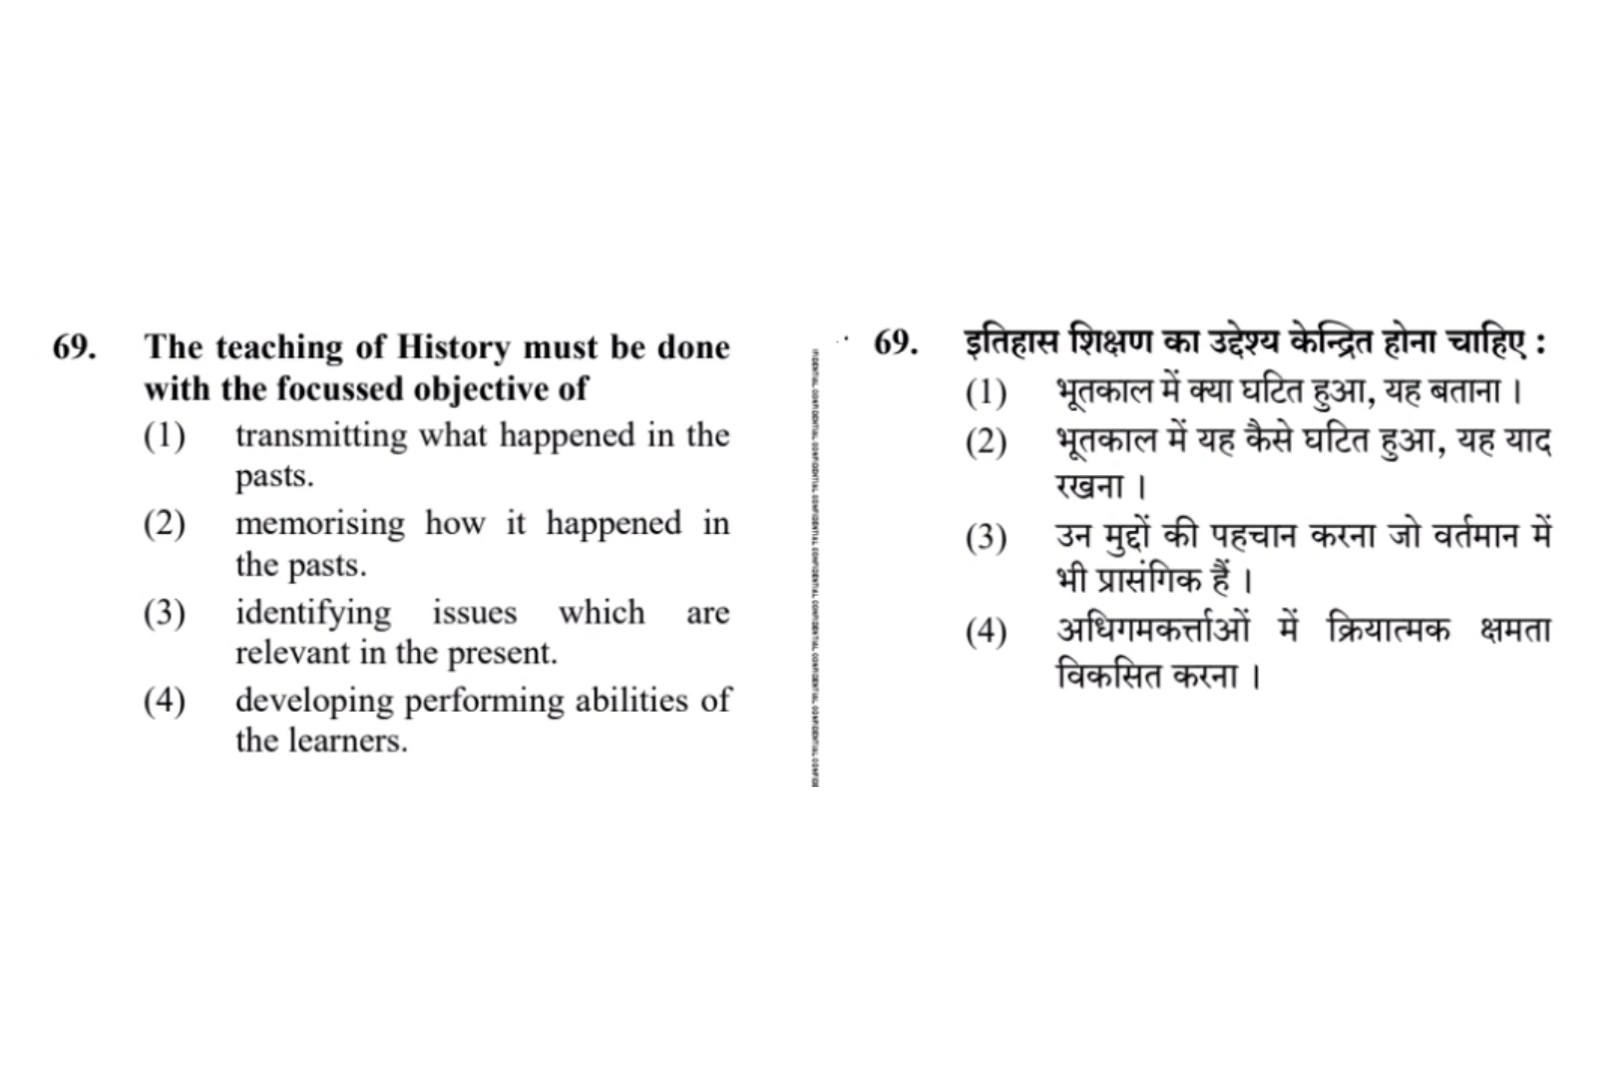 69. The teaching of History must be done
with the focussed objective of
(1) transmitting what happened in the
pasts.
(2) memorising how it happened in
the pasts.
(3) identifying issues which are
relevant in the present.
(4) developing performing abilities of
the learners.
69. इतिहास शिक्षण का उद्देश्य केन्द्रित होना चाहिए :
(1) भूतकाल में क्या घटित हुआ, यह बताना ।
(2) भूतकाल में यह कैसे घटित हुआ, यह याद
रखना ।
(3) उन मुद्दों की पहचान करना जो वर्तमान में
भी प्रासंगिक हैं ।
(4) अधिगमकर्त्ताओं में क्रियात्मक क्षमता
विकसित करना ।